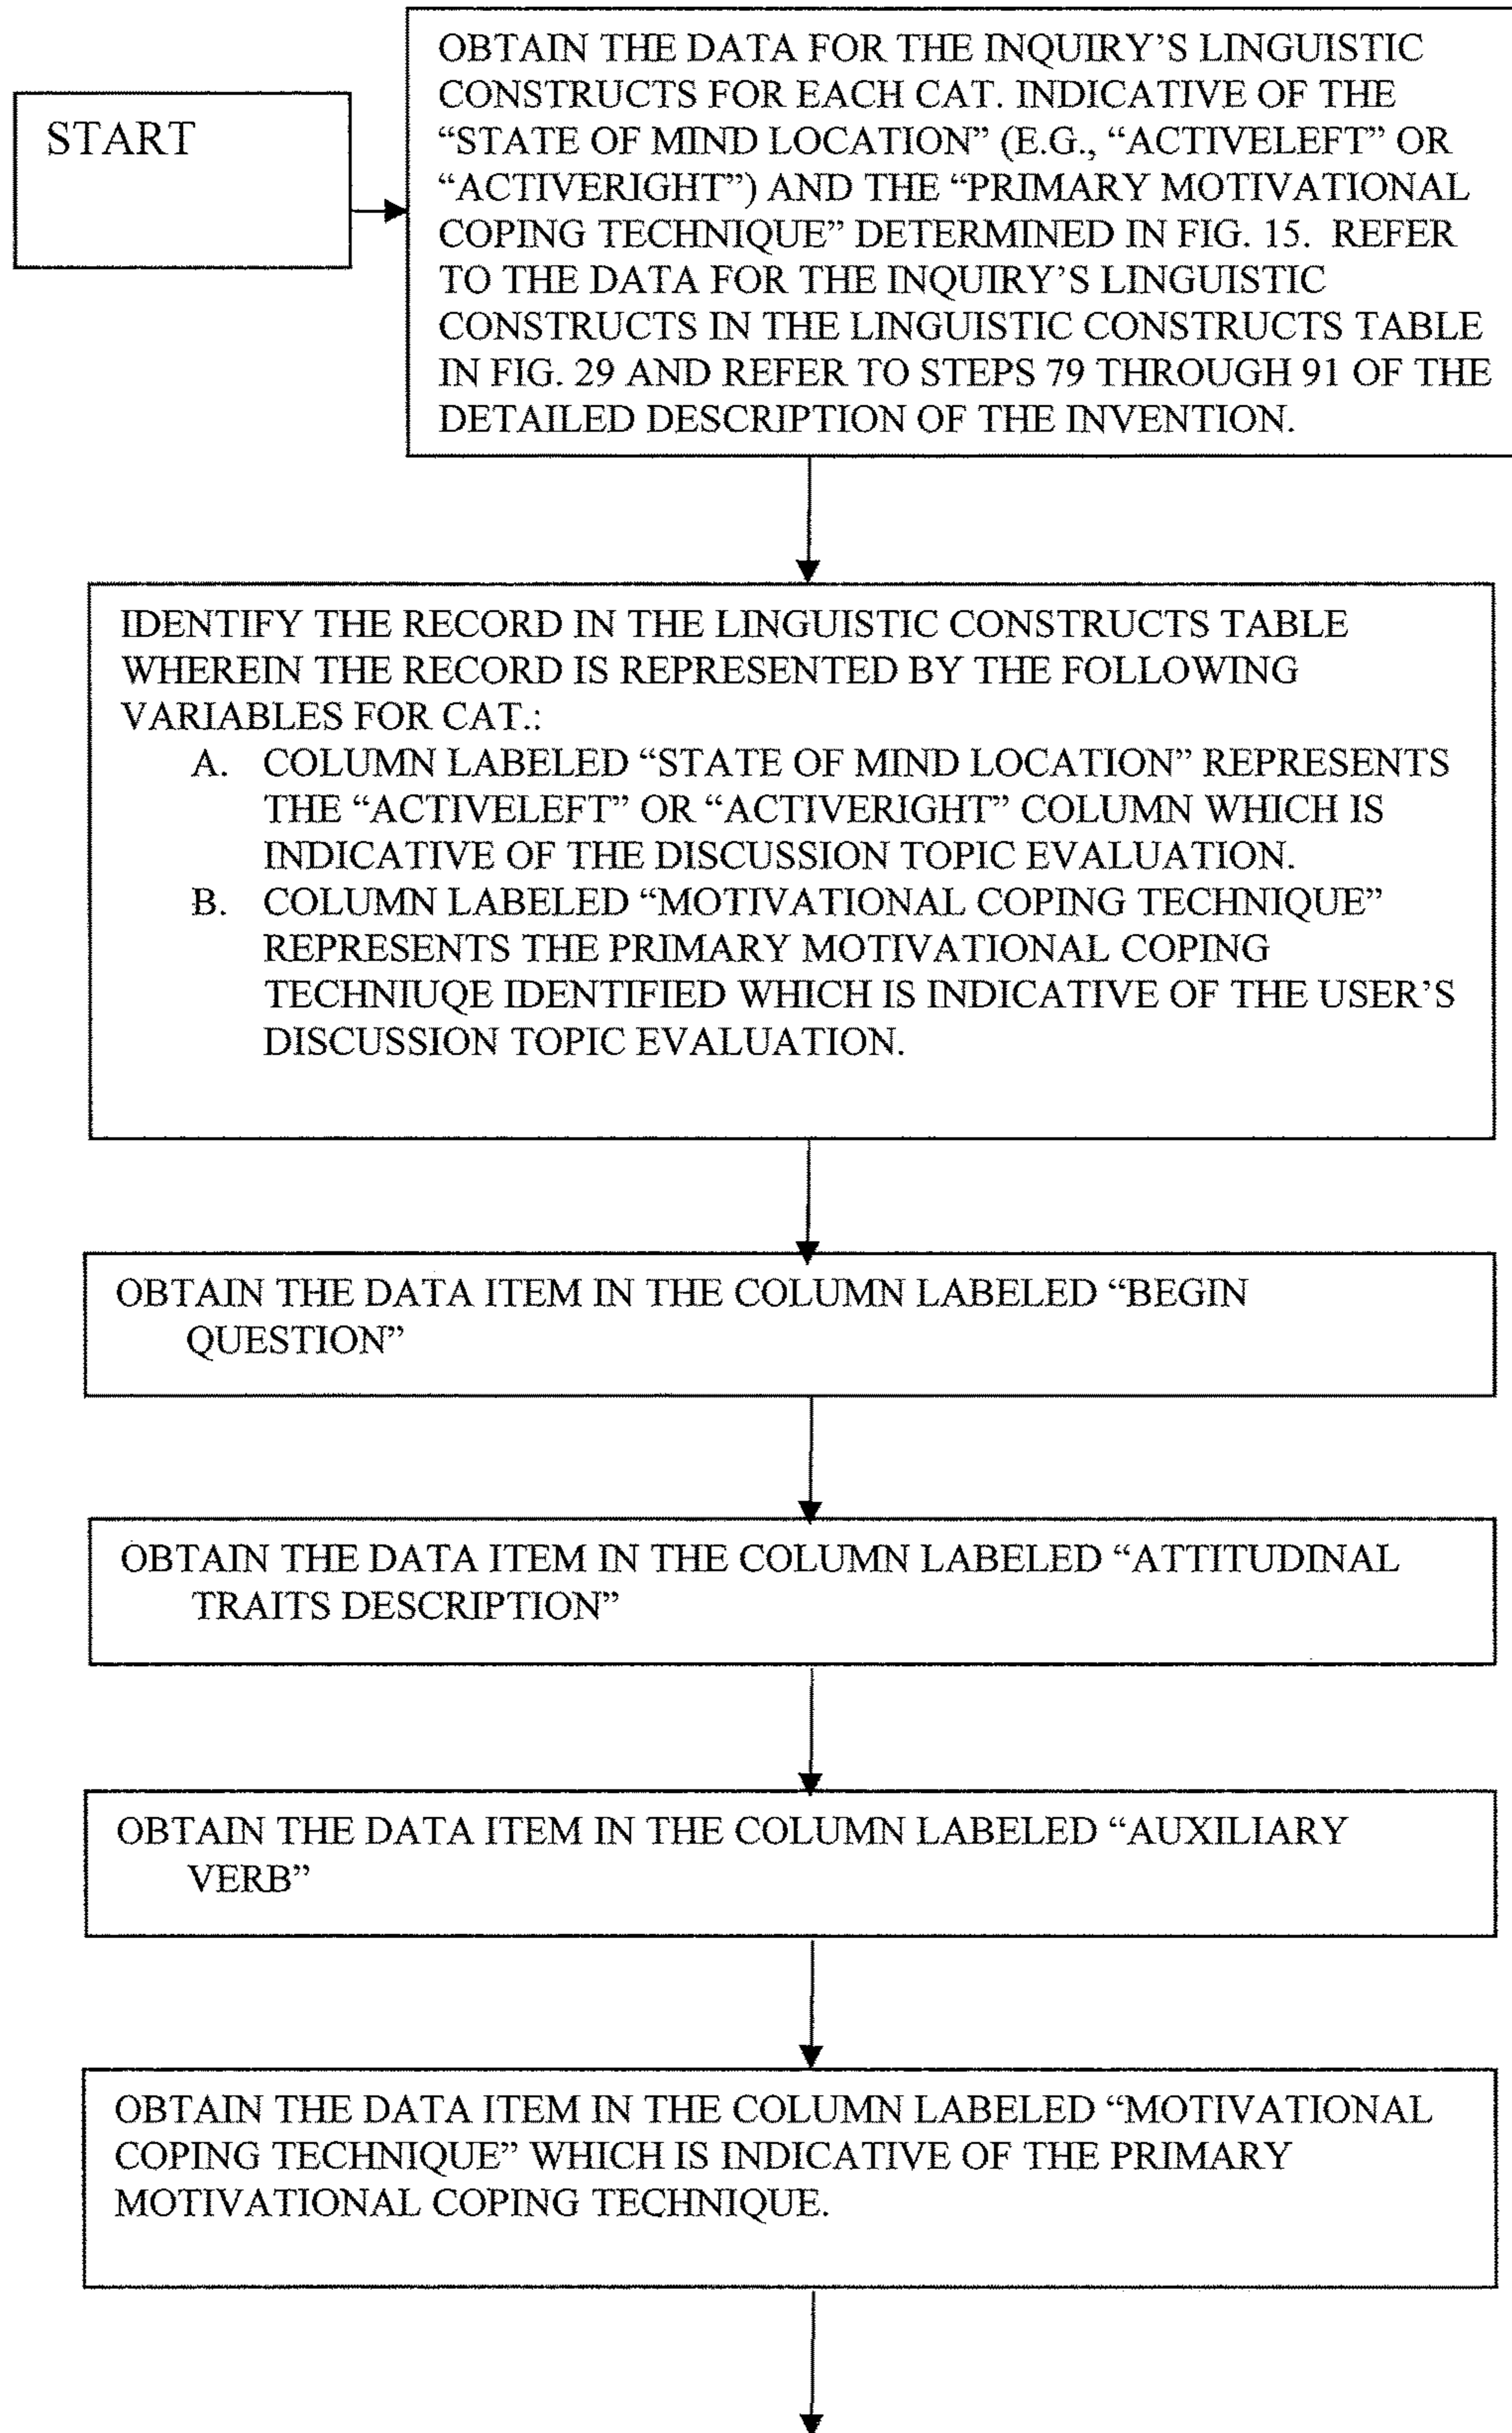 START
OBTAIN THE DATA FOR THE INQUIRY’S LINGUISTIC
CONSTRUCTS FOR EACH CAT. INDICATIVE OF THE
“STATE OF MIND LOCATION” (E.G., “ACTIVELEFT” OR
“ACTIVERIGHT”) AND THE “PRIMARY MOTIVATIONAL
COPING TECHNIQUE” DETERMINED IN FIG. 15. REFER
TO THE DATA FOR THE INQUIRY’S LINGUISTIC
CONSTRUCTS IN THE LINGUISTIC CONSTRUCTS TABLE
IN FIG. 29 AND REFER TO STEPS 79 THROUGH 91 OF THE
DETAILED DESCRIPTION OF THE INVENTION.
IDENTIFY THE RECORD IN THE LINGUISTIC CONSTRUCTS TABLE
WHEREIN THE RECORD IS REPRESENTED BY THE FOLLOWING
VARIABLES FOR CAT.:
A. COLUMN LABELED “STATE OF MIND LOCATION” REPRESENTS
THE “ACTIVELEFT” OR “ACTIVERIGHT” COLUMN WHICH IS
INDICATIVE OF THE DISCUSSION TOPIC EVALUATION.
B. COLUMN LABELED “MOTIVATIONAL COPING TECHNIQUE”
REPRESENTS THE PRIMARY MOTIVATIONAL COPING
TECHNIUQE IDENTIFIED WHICH IS INDICATIVE OF THE USER’S
DISCUSSION TOPIC EVALUATION.
OBTAIN THE DATA ITEM IN THE COLUMN LABELED “BEGIN
QUESTION”
OBTAIN THE DATA ITEM IN THE COLUMN LABELED “ATTITUDINAL
TRAITS DESCRIPTION”
OBTAIN THE DATA ITEM IN THE COLUMN LABELED “AUXILIARY
VERB”
OBTAIN THE DATA ITEM IN THE COLUMN LABELED “MOTIVATIONAL
COPING TECHNIQUE” WHICH IS INDICATIVE OF THE PRIMARY
MOTIVATIONAL COPING TECHNIQUE.